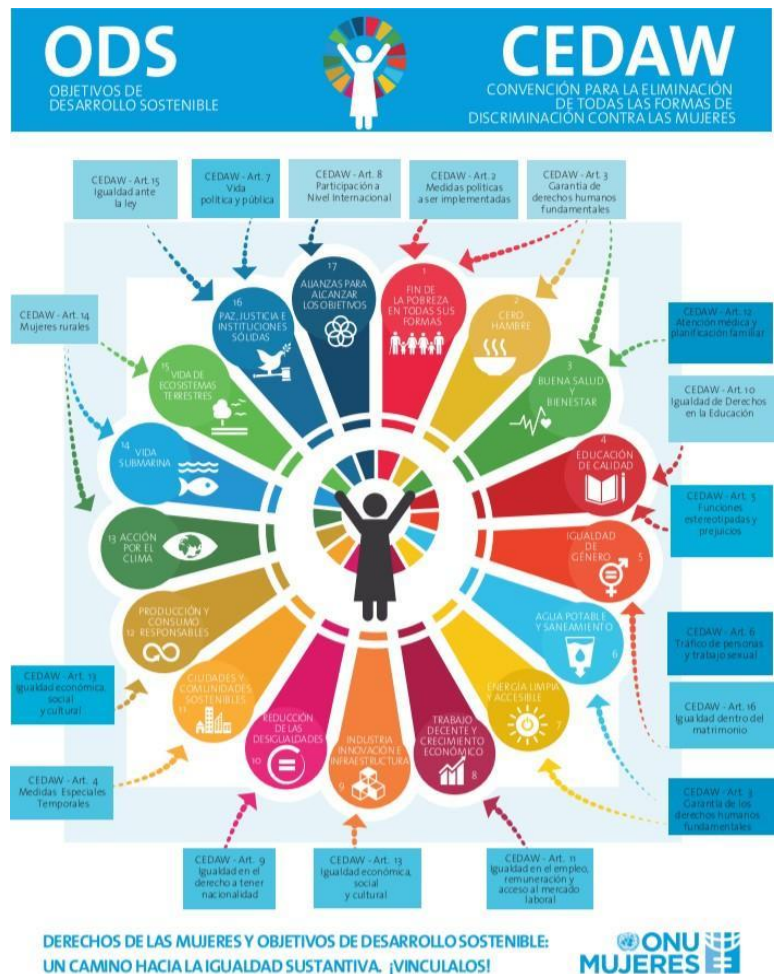 ODS
OBJETIVOS DE
DESARROLLO SOSTENIBLE
CEDAW
CONVENCIÓN PARA LA ELIMINACIÓN
DE TODAS LAS FORMAS DE
DISCRIMINACIÓN CONTRA LAS MUJERES
CEDAW - Art. 15
Igualdad ante
la ley
CEDAW - Art. 7
Vida
política y pública
CEDAW - Art. 8
Participación a
Nivel Internacional
CEDAW - Art. 2
Medidas políticas
a ser implementadas
CEDAW - Art. 3
Garantía de
derechos humanos
fundamentales
CEDAW - Art. 14
Mujeres rurales
CEDAW - Art. 12
Atención médica y
planificación familiar
CEDAW - Art. 10
Igualdad de Derechos
en la Educación
CEDAW - Art. 5
Funciones
estereotipadas y
prejuicios
CEDAW - Art. 6
Tráfico de personas
y trabajo sexual
CEDAW - Art. 16
Igualdad dentro del
matrimonio
CEDAW - Art. 3
Garantía de los
derechos humanos
fundamentales
1
FIN DE
LA POBREZA
EN TODAS SUS
FORMAS
2
CERO
HAMBRE
3
BUENA SALUD
Y
BIENESTAR
4
EDUCACIÓN
DE CALIDAD
IGUALDAD
DE
GÉNERO
5
AGUA POTABLE
Y SANEAMIENTO
6
ENERGÍA LIMPIA
Y ACCESIBLE
7
TRABAJO
DECENTE Y
CRECIMIENTO
ECONÓMICO
8
INDUSTRIA
INNOVACIÓN E
INFRAESTRUCTURA
9
REDUCCIÓN
DE LAS
DESIGUALDADES
10
CIUDADES Y
COMUNIDADES
SOSTENIBLES
11
PRODUCCIÓN Y
CONSUMO
12 RESPONSABLES
13 ACCIÓN
POR EL
CLIMA
14
VIDA
SUBMARINA
15
VIDA DE
ECOSISTEMAS
TERRESTRES
16
PAZ, JUSTICIA E
INSTITUCIONES
SÓLIDAS
17
ALIANZAS PARA
ALCANZAR
LOS OBJETIVOS
CEDAW - Art. 13
Igualdad económica,
social
y cultural
CEDAW - Art. 4
Medidas Especiales
Temporales
CEDAW - Art. 9
Igualdad en el
derecho a tener
nacionalidad
CEDAW - Art. 13
Igualdad económica,
social
y cultural
CEDAW - Art. 11
Igualdad en el empleo,
remuneración y
acceso al mercado
laboral
DERECHOS DE LAS MUJERES Y OBJETIVOS DE DESARROLLO SOSTENIBLE:
UN CAMINO HACIA LA IGUALDAD SUSTANTIVA. ¡VINCULALOS!
ONU
MUJERES